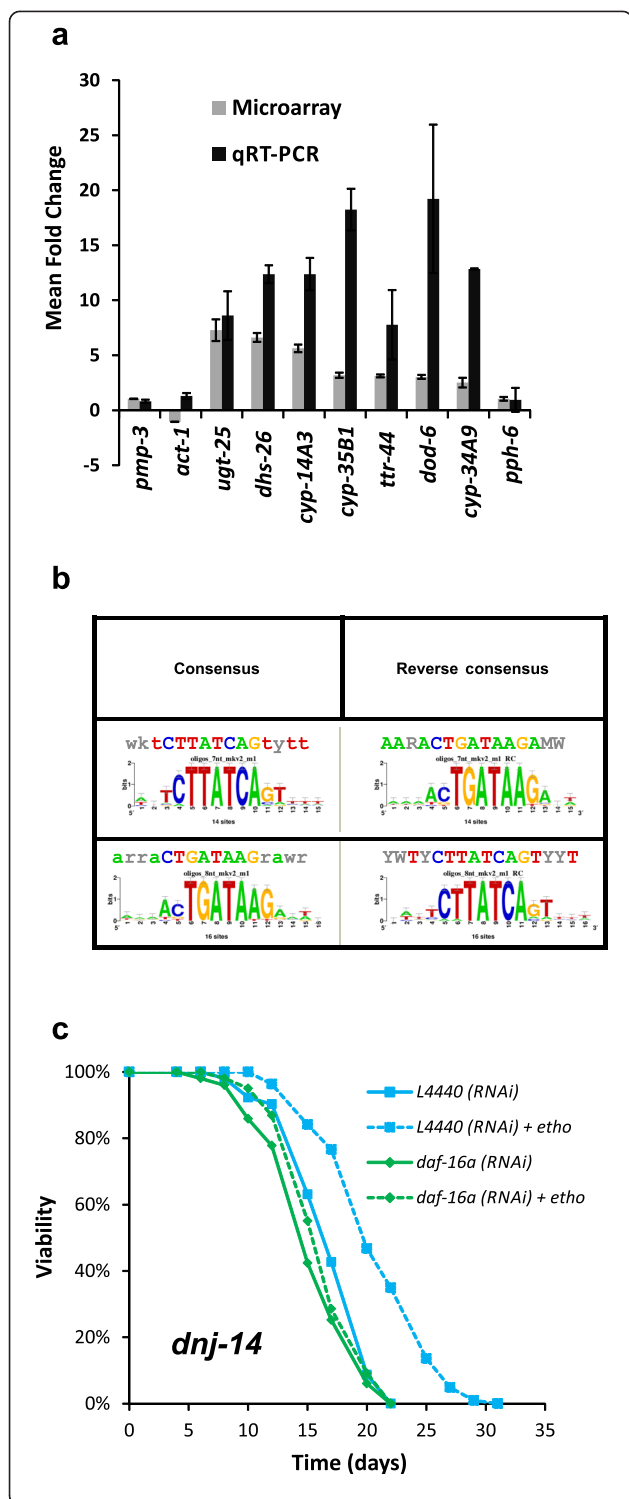 a
30
25
20
15
10
5
0
-5
Mean Fold Change
Microarray
qRT-PCR
pmp-3
act-1
ugt-25
dhs-26
cyp-14A3
cyp-35B1
ttr-44
dod-6
cyp-34A9
pph-6
b
Consensus
Reverse consensus
wktCTTATCAGtytt
oligos_7nt_mkv2_m1
14 sites
AARACTGATAAGAMW
oligos_7nt_mkv2_m1 RC
14 sites
arraCTGATAAGrawr
oligos_8nt_mkv2_m1
16 sites
YWTYCTTATCAGTYYT
oligos_8nt_mkv2_m1 RC
16 sites
c
100%
80%
60%
40%
20%
0%
Viability
L4440 (RNAi)
L4440 (RNAi) + etho
daf-16a (RNAi)
daf-16a (RNAi) + etho
dnj-14
0 5 10 15 20 25 30 35
Time (days)